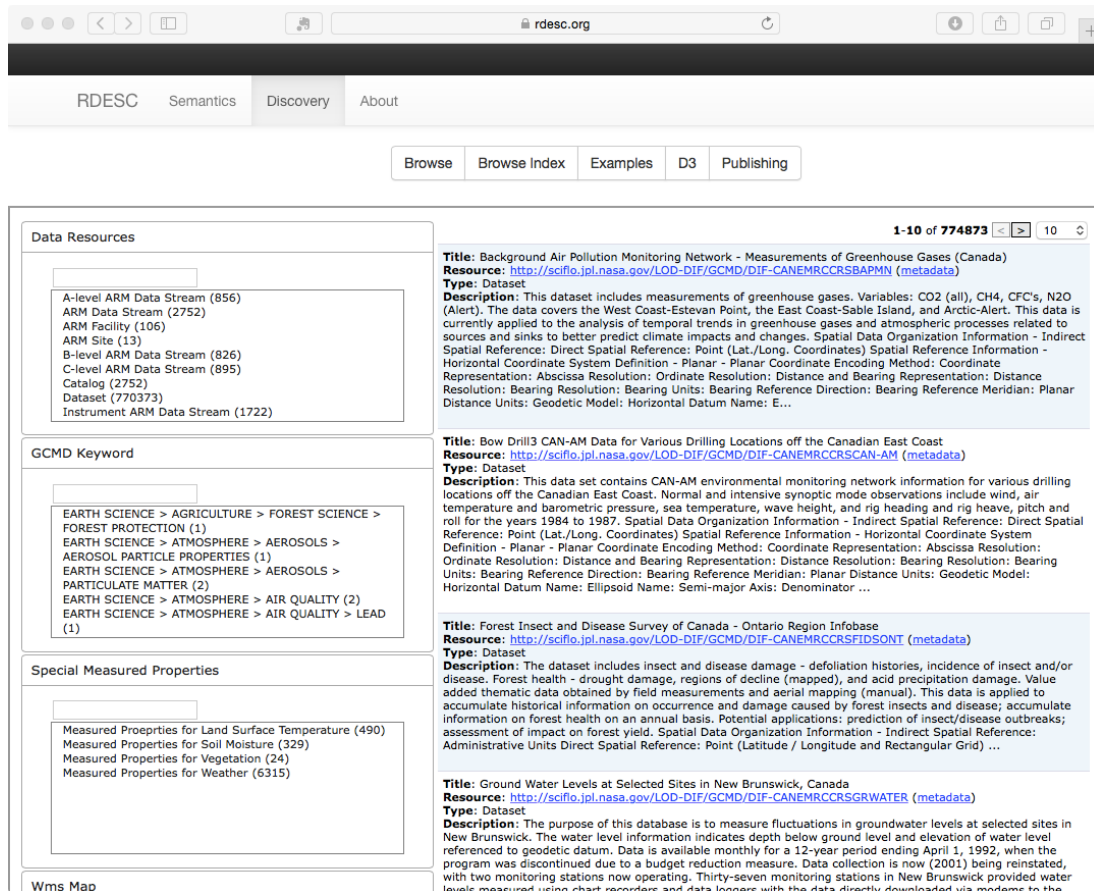 rdesc.org
RDESC Semantics Discovery About
Browse Browse Index Examples D3 Publishing
Data Resources
A-level ARM Data Stream (856)
ARM Data Stream (2752)
ARM Facility (106)
ARM Site (13)
B-level ARM Data Stream (826)
C-level ARM Data Stream (895)
Catalog (2752)
Dataset (770373)
Instrument ARM Data Stream (1722)
GCMD Keyword
EARTH SCIENCE > AGRICULTURE > FOREST SCIENCE >
FOREST PROTECTION (1)
EARTH SCIENCE > ATMOSPHERE > AEROSOLS >
AEROSOL PARTICLE PROPERTIES (1)
EARTH SCIENCE > ATMOSPHERE > AEROSOLS >
PARTICULATE MATTER (2)
EARTH SCIENCE > ATMOSPHERE > AIR QUALITY (2)
EARTH SCIENCE > ATMOSPHERE > AIR QUALITY > LEAD
(1)
Special Measured Properties
Measured Proeprties for Land Surface Temperature (490)
Measured Properties for Soil Moisture (329)
Measured Properties for Vegetation (24)
Measured Properties for Weather (6315)
Wms Map
1-10 of 774873 < > 10
Title: Background Air Pollution Monitoring Network - Measurements of Greenhouse Gases (Canada)
Resource: http://sciflo.jpl.nasa.gov/LOD-DIF/GCMD/DIF-CANEMRCCRSBAPMN (metadata)
Type: Dataset
Description: This dataset includes measurements of greenhouse gases. Variables: CO2 (all), CH4, CFC's, N2O
(Alert). The data covers the West Coast-Estevan Point, the East Coast-Sable Island, and Arctic-Alert. This data is
currently applied to the analysis of temporal trends in greenhouse gases and atmospheric processes related to
sources and sinks to better predict climate impacts and changes. Spatial Data Organization Information - Indirect
Spatial Reference: Direct Spatial Reference: Point (Lat./Long. Coordinates) Spatial Reference Information -
Horizontal Coordinate System Definition - Planar - Planar Coordinate Encoding Method: Coordinate
Representation: Abscissa Resolution: Ordinate Resolution: Distance and Bearing Representation: Distance
Resolution: Bearing Resolution: Bearing Units: Bearing Reference Direction: Bearing Reference Meridian: Planar
Distance Units: Geodetic Model: Horizontal Datum Name: E...
Title: Bow Drill3 CAN-AM Data for Various Drilling Locations off the Canadian East Coast
Resource: http://sciflo.jpl.nasa.gov/LOD-DIF/GCMD/DIF-CANEMRCCRSCAN-AM (metadata)
Type: Dataset
Description: This data set contains CAN-AM environmental monitoring network information for various drilling
locations off the Canadian East Coast. Normal and intensive synoptic mode observations include wind, air
temperature and barometric pressure, sea temperature, wave height, and rig heading and rig heave, pitch and
roll for the years 1984 to 1987. Spatial Data Organization Information - Indirect Spatial Reference: Direct Spatial
Reference: Point (Lat./Long. Coordinates) Spatial Reference Information - Horizontal Coordinate System
Definition - Planar - Planar Coordinate Encoding Method: Coordinate Representation: Abscissa Resolution:
Ordinate Resolution: Distance and Bearing Representation: Distance Resolution: Bearing Resolution: Bearing
Units: Bearing Reference Direction: Bearing Reference Meridian: Planar Distance Units: Geodetic Model:
Horizontal Datum Name: Ellipsoid Name: Semi-major Axis: Denominator ...
Title: Forest Insect and Disease Survey of Canada - Ontario Region Infobase
Resource: http://sciflo.jpl.nasa.gov/LOD-DIF/GCMD/DIF-CANEMRCCRSFIDSONT (metadata)
Type: Dataset
Description: The dataset includes insect and disease damage - defoliation histories, incidence of insect and/or
disease. Forest health - drought damage, regions of decline (mapped), and acid precipitation damage. Value
added thematic data obtained by field measurements and aerial mapping (manual). This data is applied to
accumulate historical information on occurrence and damage caused by forest insects and disease; accumulate
information on forest health on an annual basis. Potential applications: prediction of insect/disease outbreaks;
assessment of impact on forest yield. Spatial Data Organization Information - Indirect Spatial Reference:
Administrative Units Direct Spatial Reference: Point (Latitude / Longitude and Rectangular Grid) ...
Title: Ground Water Levels at Selected Sites in New Brunswick, Canada
Resource: http://sciflo.jpl.nasa.gov/LOD-DIF/GCMD/DIF-CANEMRCCRSGRWATER (metadata)
Type: Dataset
Description: The purpose of this database is to measure fluctuations in groundwater levels at selected sites in
New Brunswick. The water level information indicates depth below ground level and elevation of water level
referenced to geodetic datum. Data is available monthly for a 12-year period ending April 1, 1992, when the
program was discontinued due to a budget reduction measure. Data collection is now (2001) being reinstated,
with two monitoring stations now operating. Thirty-seven monitoring stations in New Brunswick provided water
levels measured using chart recorders and data loggers with the data directly downloaded via modems to the